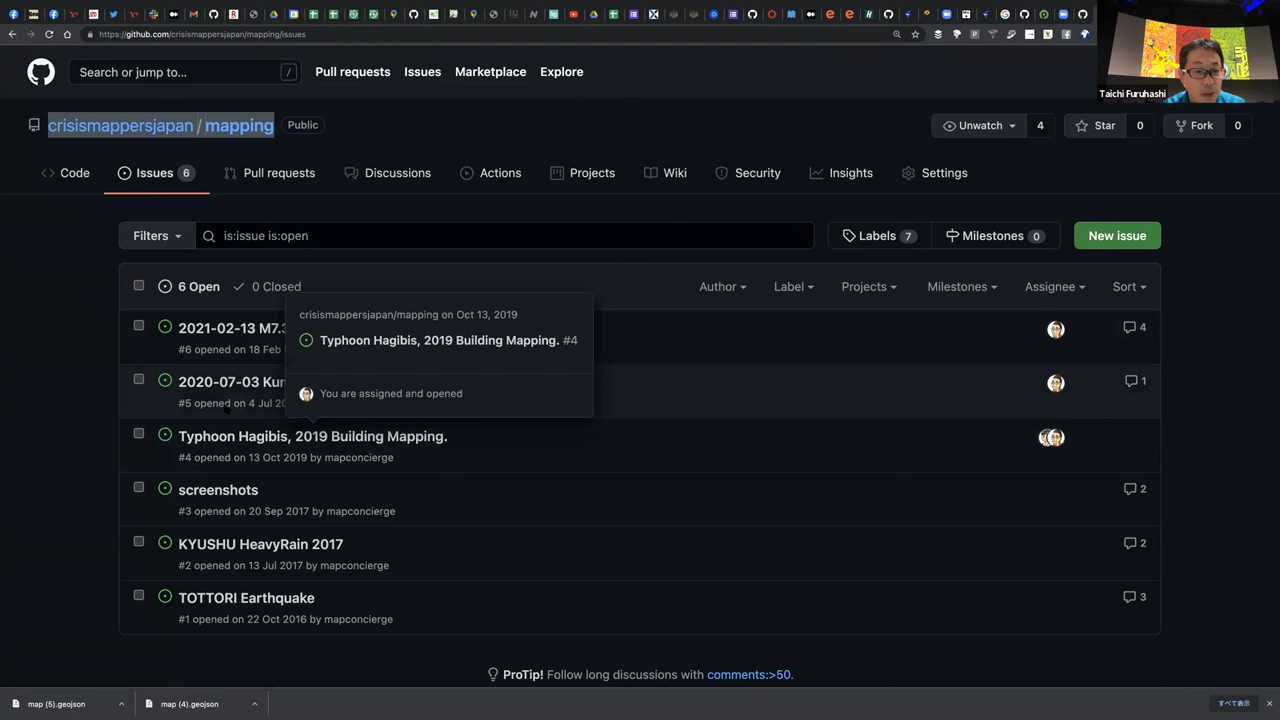 https://github.com/crisismappersjapan/mapping/issues
Taichi Furuhashi
Search or jump to...
/
Pull requests
Issues
Marketplace
Explore
crisismappersjapan / mapping
Public
Unwatch
4
Star
0
Fork
0
Code
Issues 6
Pull requests
Discussions
Actions
Projects
Wiki
Security
Insights
Settings
Filters
is:issue is:open
Labels 7
Milestones 0
New issue
6 Open
0 Closed
Author
Label
Projects
Milestones
Assignee
Sort
crisismappersjapan/mapping on Oct 13, 2019
Typhoon Hagibis, 2019 Building Mapping. #4
You are assigned and opened
2021-02-13 M7.3
4
#6 opened on 18 Feb
2020-07-03 Kum
1
#5 opened on 4 Jul 20
Typhoon Hagibis, 2019 Building Mapping.
#4 opened on 13 Oct 2019 by mapconcierge
screenshots
2
#3 opened on 20 Sep 2017 by mapconcierge
KYUSHU HeavyRain 2017
2
#2 opened on 13 Jul 2017 by mapconcierge
TOTTORI Earthquake
3
#1 opened on 22 Oct 2016 by mapconcierge
ProTip! Follow long discussions with comments:>50.
map (5).geojson
map (4).geojson
すべて表示